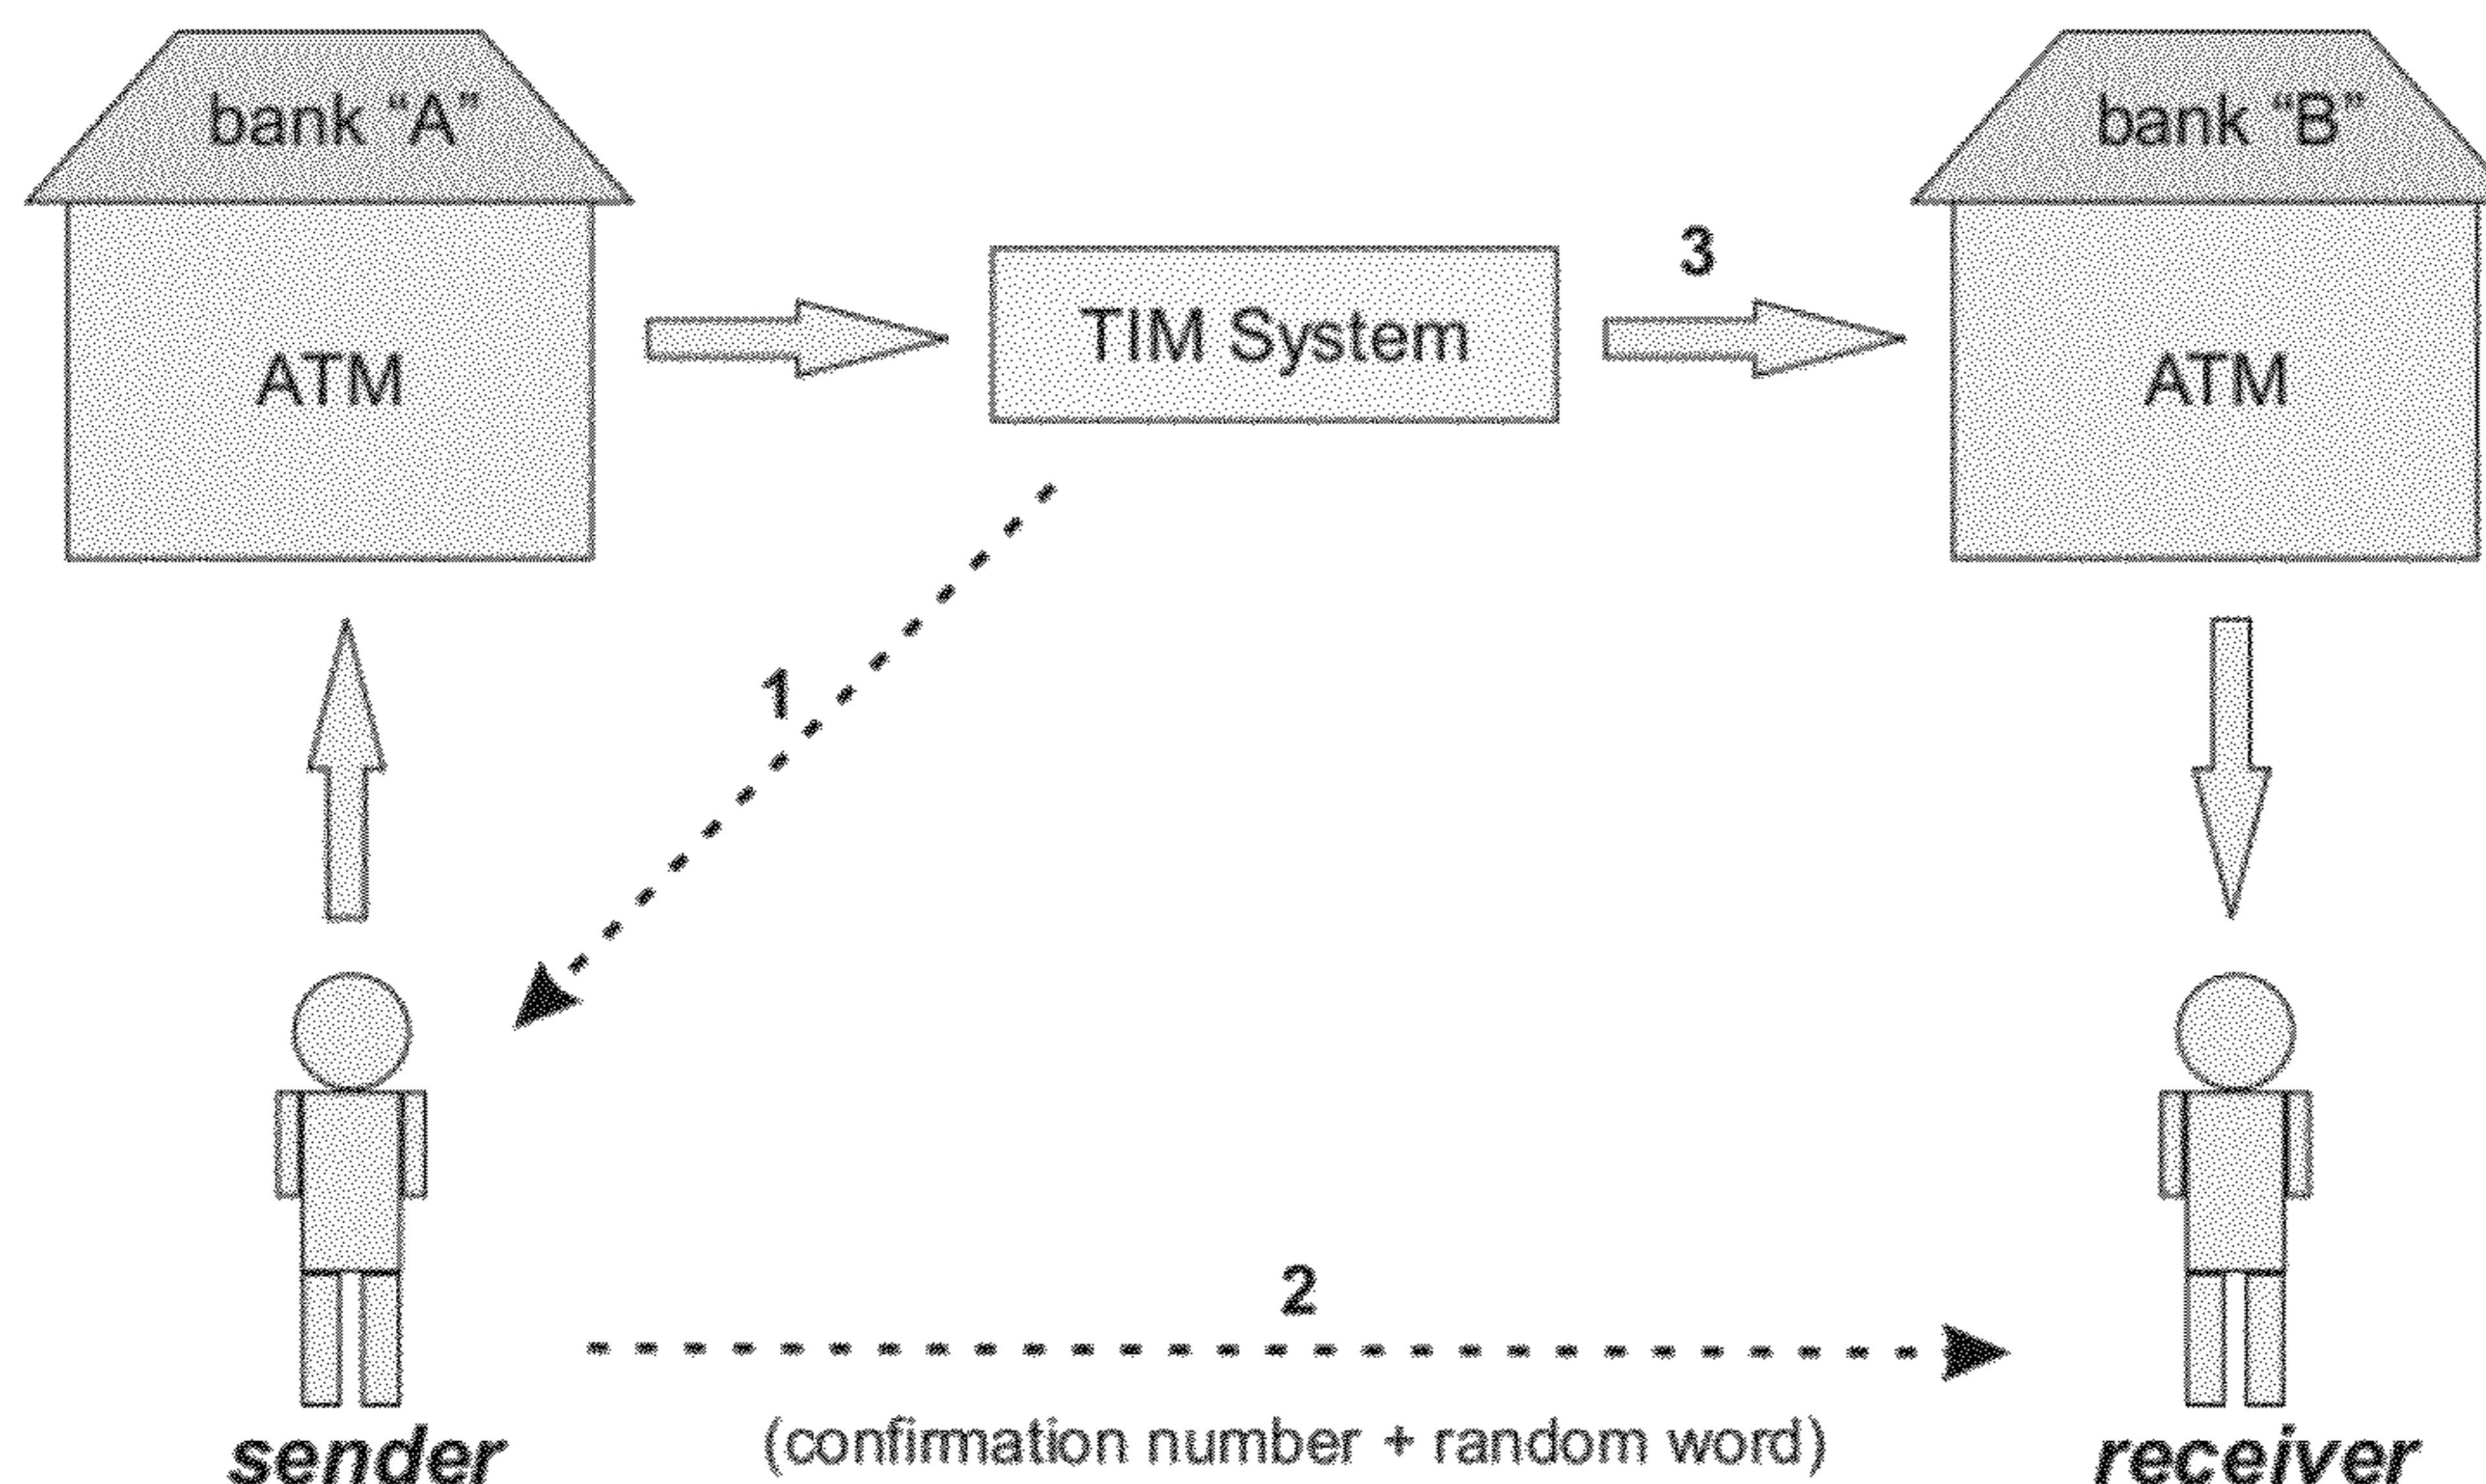 bank “A”
bank “B”
3
TIM System
ATM
ATM
1
2
(confirmation number + random word)
sender
receiver